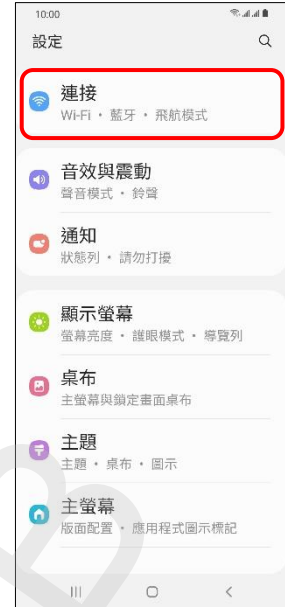 10:00
設定
連接
Wi-Fi • 藍牙 • 飛航模式
音效與震動
聲音模式 • 鈴聲
通知
狀態列 • 請勿打擾
顯示螢幕
螢幕亮度 • 護眼模式 • 導覽列
桌布
主螢幕與鎖定畫面桌布
主題
主題 • 桌布 • 圖示
主螢幕
版面配置 • 應用程式圖示標記